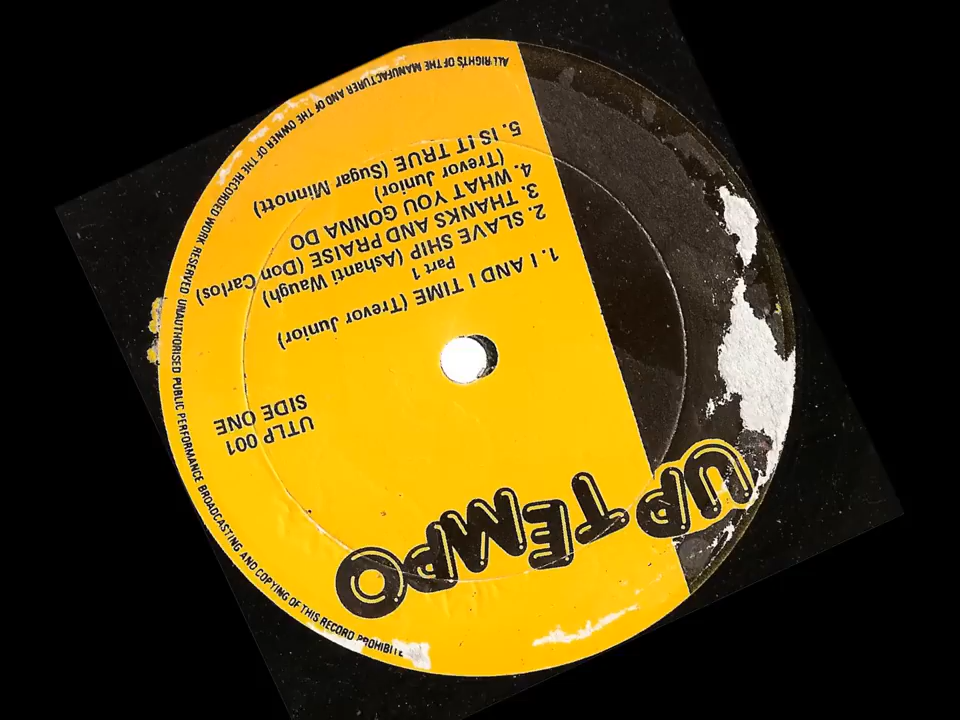 UP TEMPO
UTLP 001
SIDE ONE
1. I AND I TIME (Trevor Junior)
Part 1
2. SLAVE SHIP (Ashanti Waugh)
3. THANKS AND PRAISE (Don Carlos)
4. WHAT YOU GONNA DO
(Trevor Junior)
5. IS IT TRUE (Sugar Minnott)
ALL RIGHTS OF THE MANUFACTURER AND OF THE OWNER OF THE RECORDED WORK RESERVED UNAUTHORISED PUBLIC PERFORMANCE BROADCASTING AND COPYING OF THIS RECORD PROHIBITE